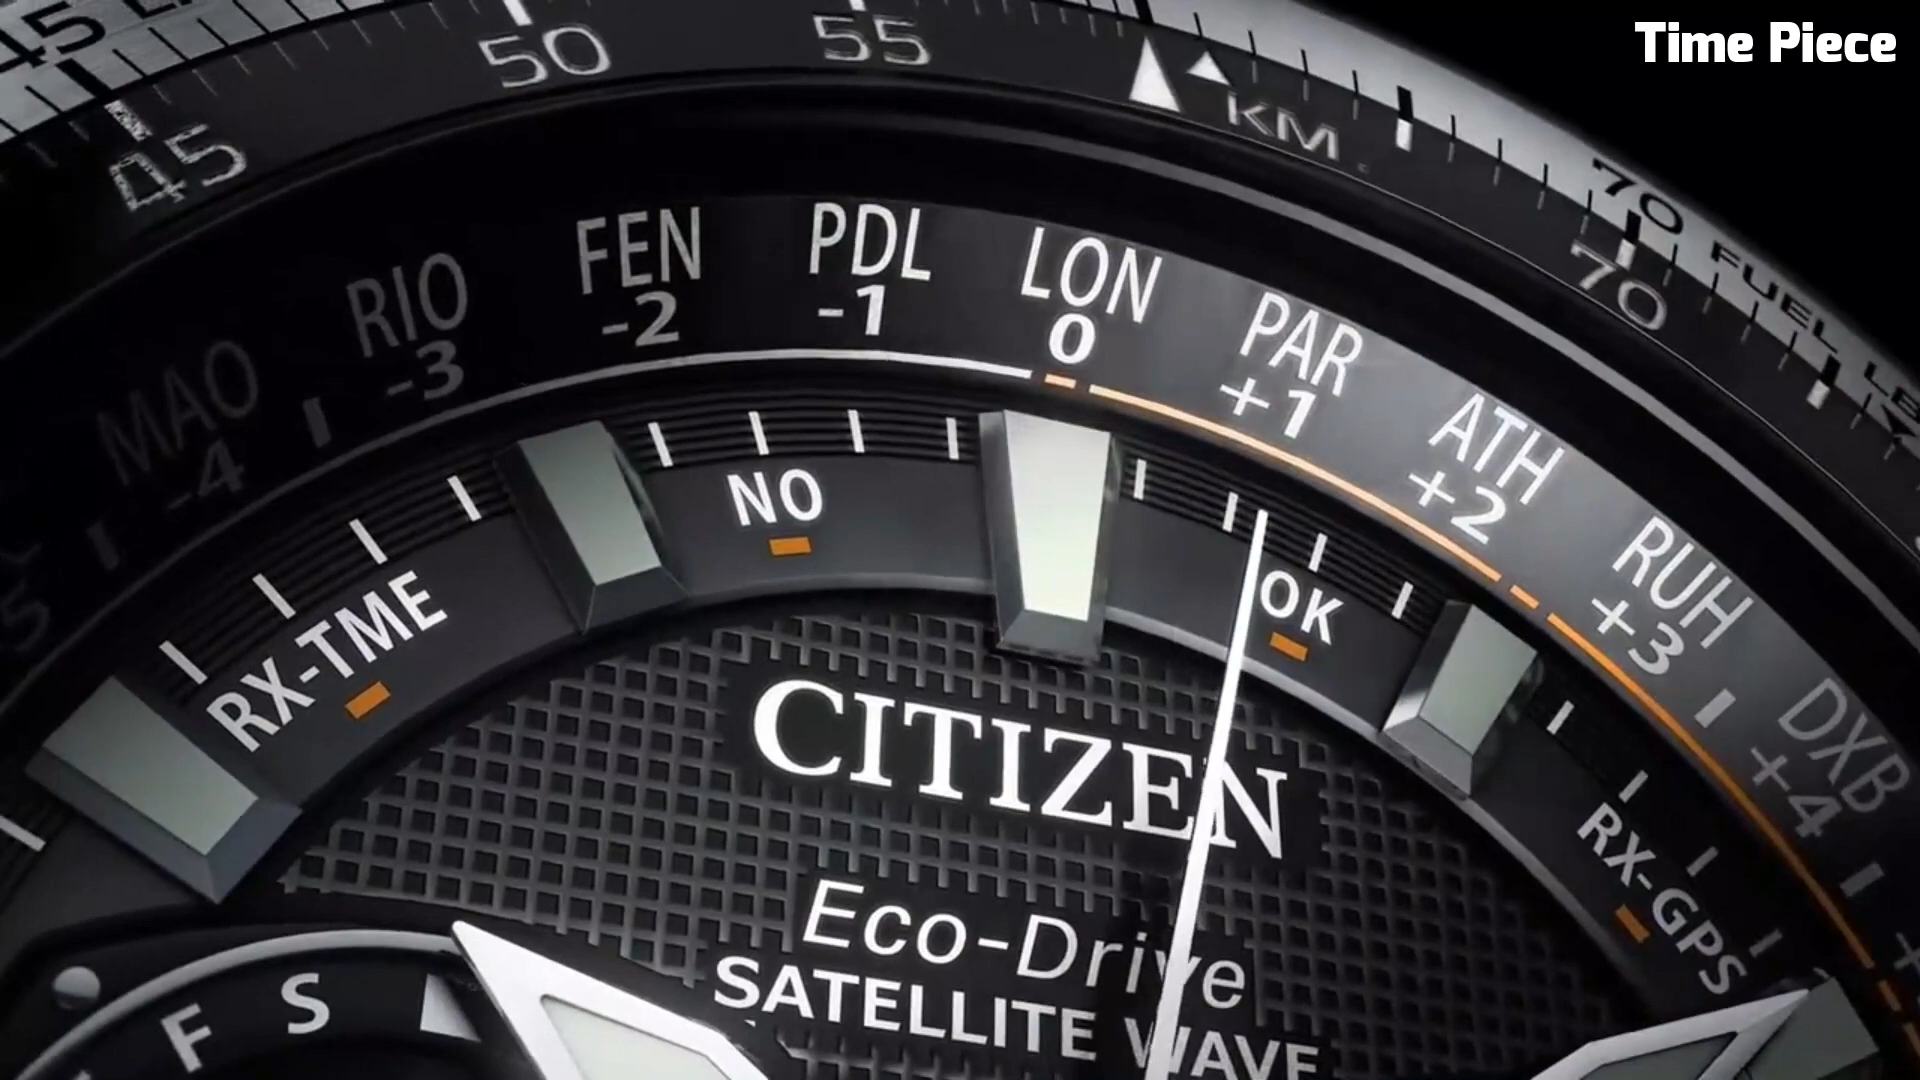 Time Piece
45
50
55
KM
70
45
70
FUEL
MAO
-4
RIO
-3
FEN
-2
PDL
-1
LON
0
PAR
+1
ATH
+2
RUH
+3
DXB
+4
RX-TME
NO
OK
RX-GPS
CITIZEN
Eco-Drive
SATELLITE WAVE
F S